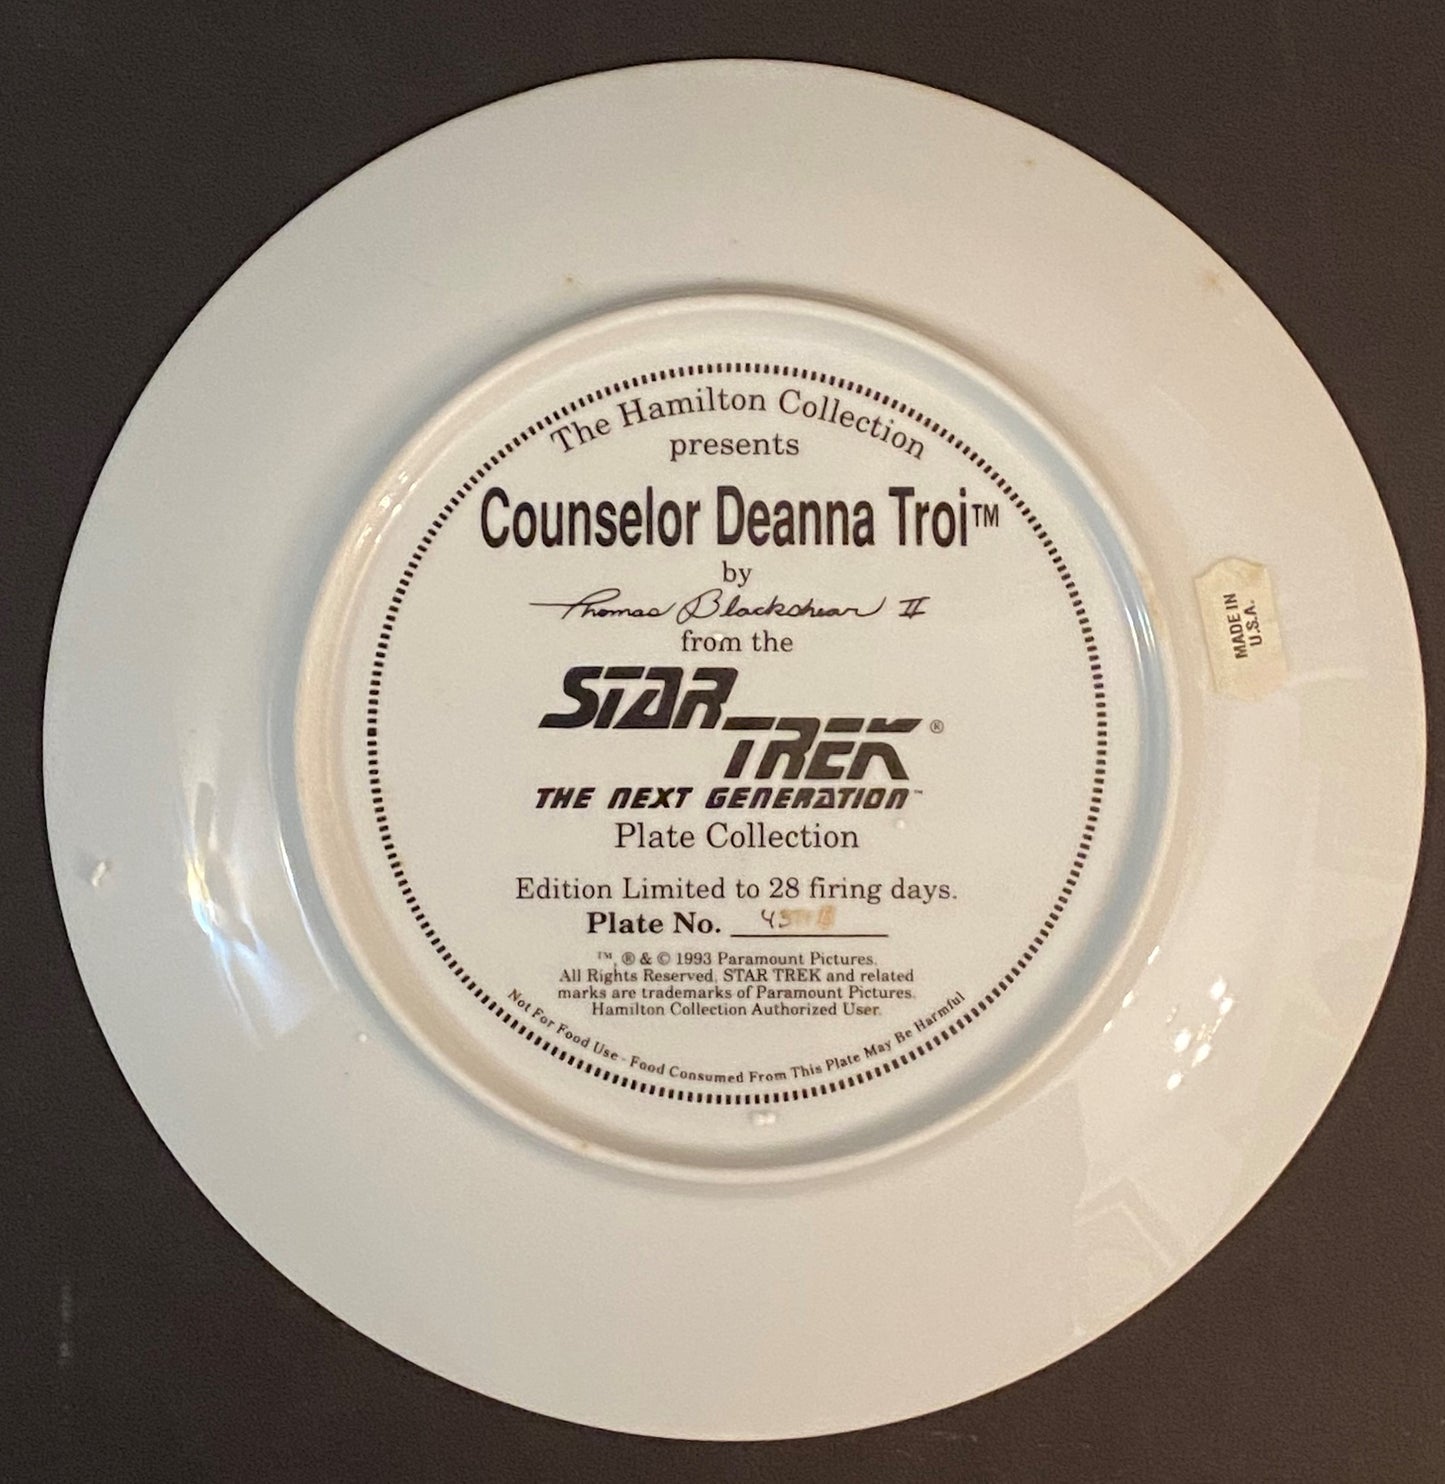 The Hamilton Collection
presents
Counselor Deanna Troi™
by
Thomas Blackshear II
from the
STAR TREK®
THE NEXT GENERATION™
Plate Collection
Edition Limited to 28 firing days.
Plate No.
™, ® & © 1993 Paramount Pictures.
All Rights Reserved. STAR TREK and related
marks are trademarks of Paramount Pictures.
Hamilton Collection Authorized User.
Not For Food Use - Food Consumed From This Plate May Be Harmful
MADE IN
U.S.A.